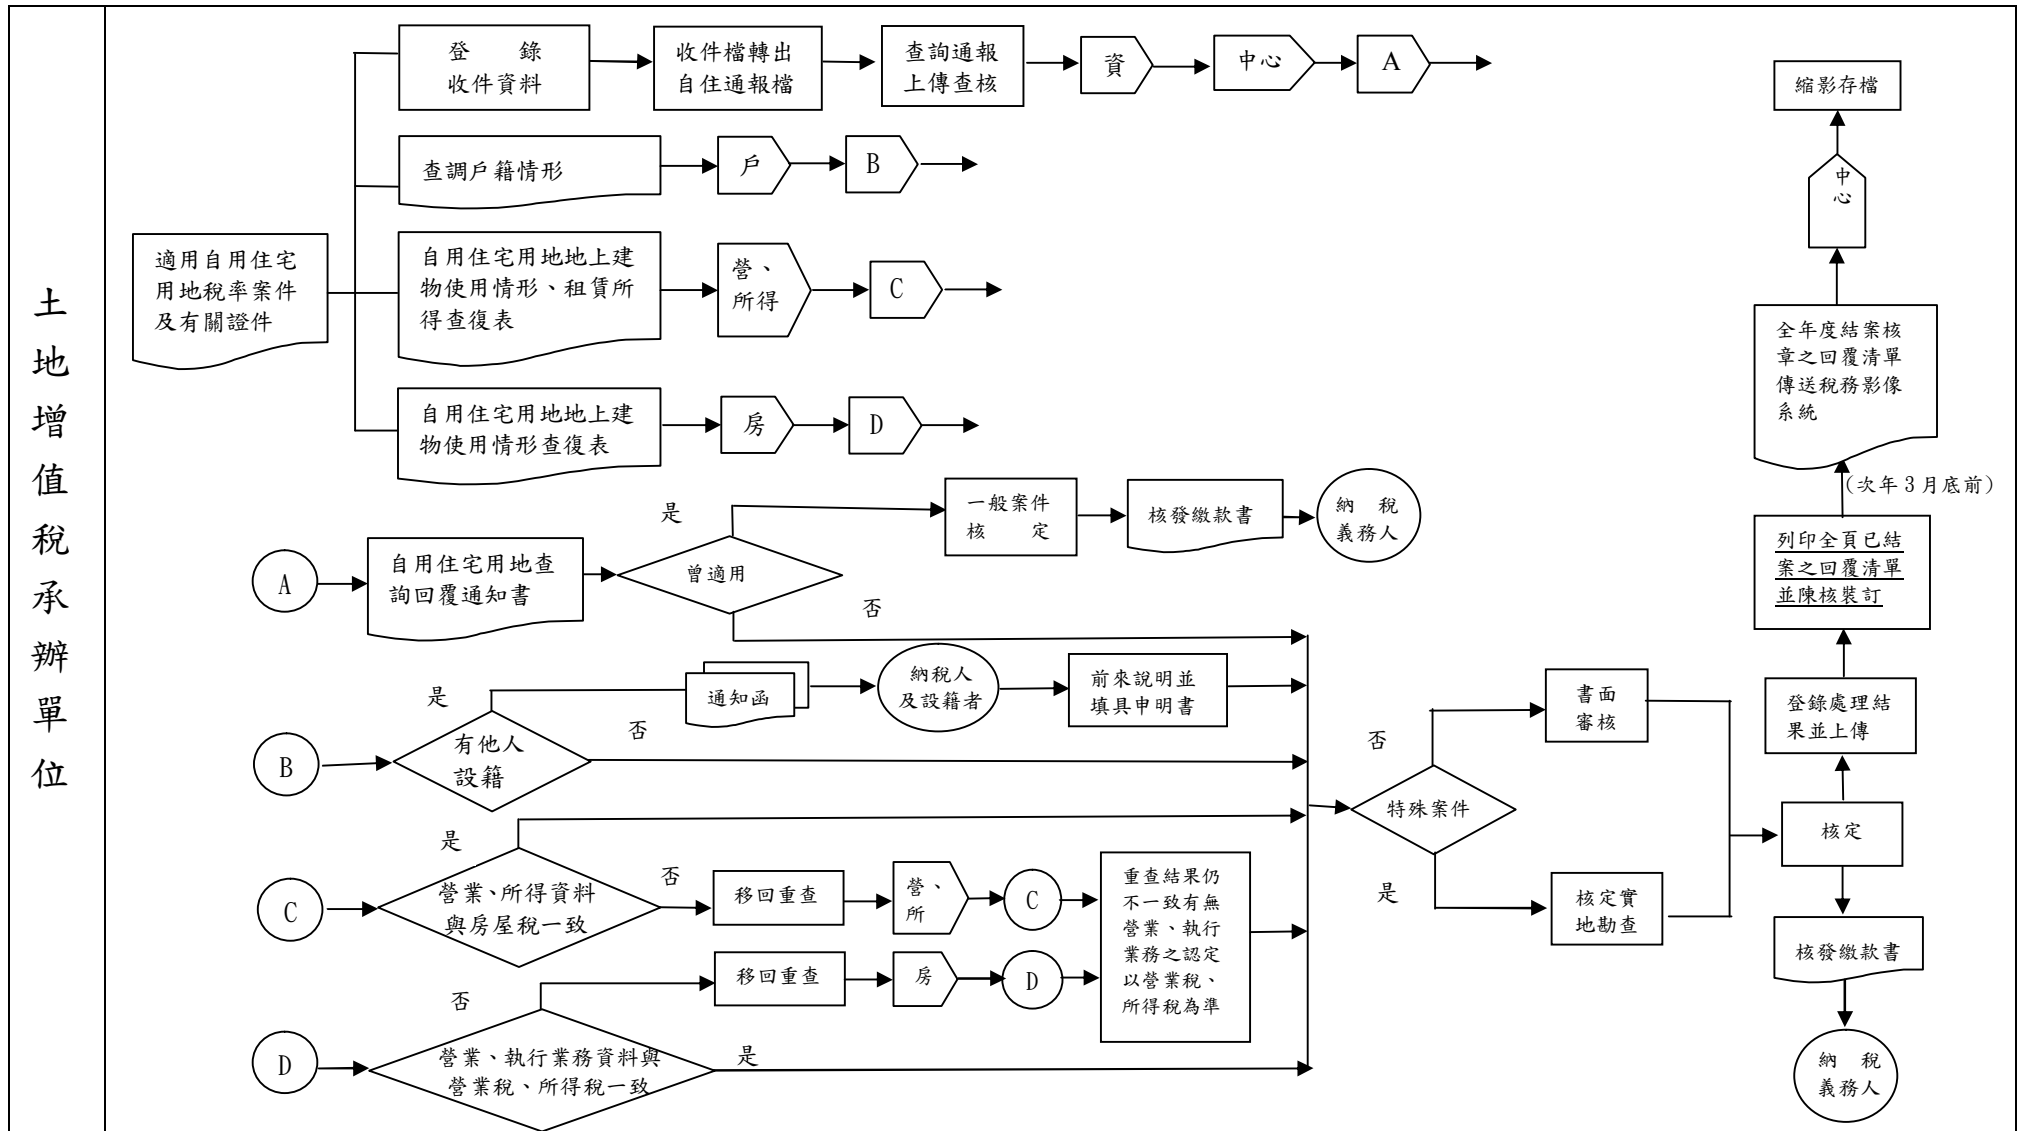 土地增值稅承辦單位
適用自用住宅
用地稅率案件
及有關證件
登　錄
收件資料
收件檔轉出
自住通報檔
查詢通報
上傳查核
資
中心
A
查調戶籍情形
戶
B
自用住宅用地地上建
物使用情形、租賃所
得查復表
營、
所得
C
自用住宅用地地上建
物使用情形查復表
房
D
A
自用住宅用地查
詢回覆通知書
曾適用
是
否
一般案件
核　定
核發繳款書
納　稅
義務人
B
有他人
設籍
是
否
通知函
納稅人
及設籍者
前來說明並
填具申明書
C
營業、所得資料
與房屋稅一致
是
否
移回重查
營、
所
C
D
營業、執行業務資料與
營業稅、所得稅一致
否
是
移回重查
房
D
重查結果仍
不一致有無
營業、執行
業務之認定
以營業稅、
所得稅為準
特殊案件
否
是
書面
審核
核定實
地勘查
核定
登錄處理結
果並上傳
列印全頁已結
案之回覆清單
並陳核裝訂
(次年3月底前)
全年度結案核
章之回覆清單
傳送稅務影像
系統
中
心
縮影存檔
核發繳款書
納　稅
義務人